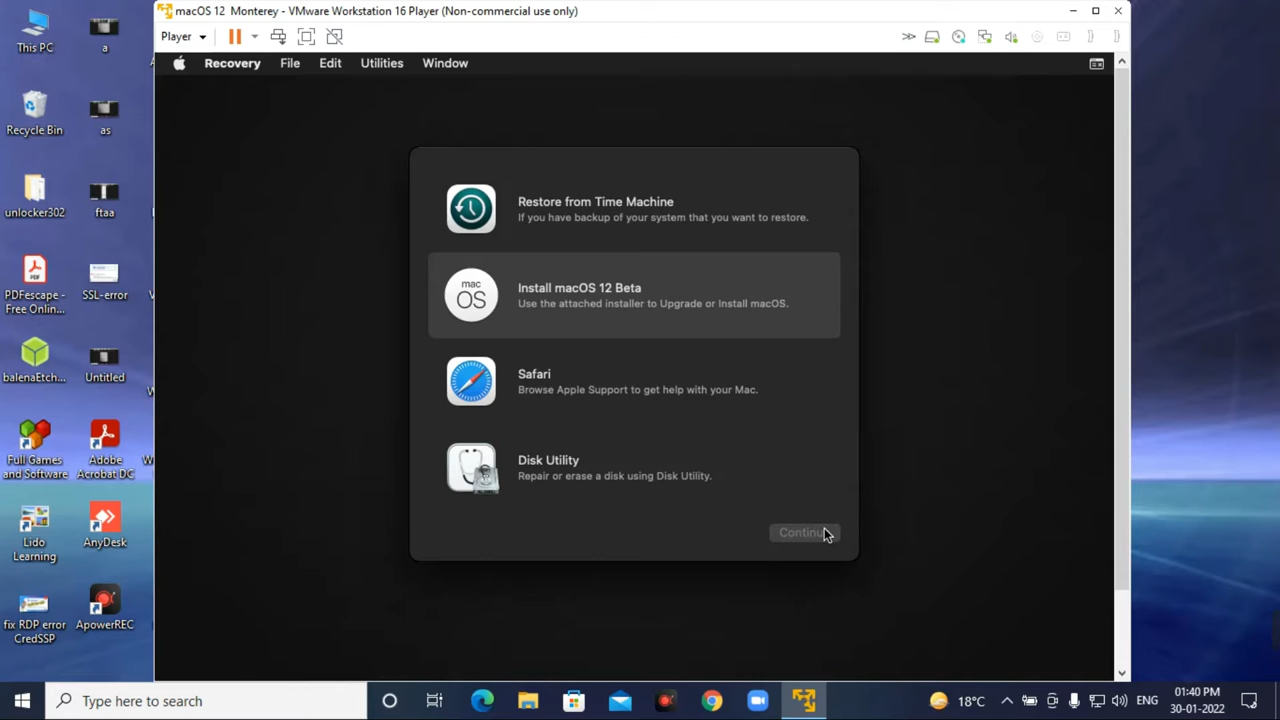 macOS 12 Monterey - VMware Workstation 16 Player (Non-commercial use only)
Player
Recovery File Edit Utilities Window
Restore from Time Machine
If you have backup of your system that you want to restore.
mac
OS
Install macOS 12 Beta
Use the attached installer to Upgrade or Install macOS.
Safari
Browse Apple Support to get help with your Mac.
Disk Utility
Repair or erase a disk using Disk Utility.
This PC
a
Recycle Bin
as
unlocker302
ftaa
PDFescape -
Free Onlin...
SSL-error
balenaEtch...
Untitled
Full Games
and Software
Adobe
Acrobat DC
Lido
Learning
AnyDesk
fix RDP error
CredSSP
ApowerREC
Type here to search
18°C
ENG
01:40 PM
30-01-2022